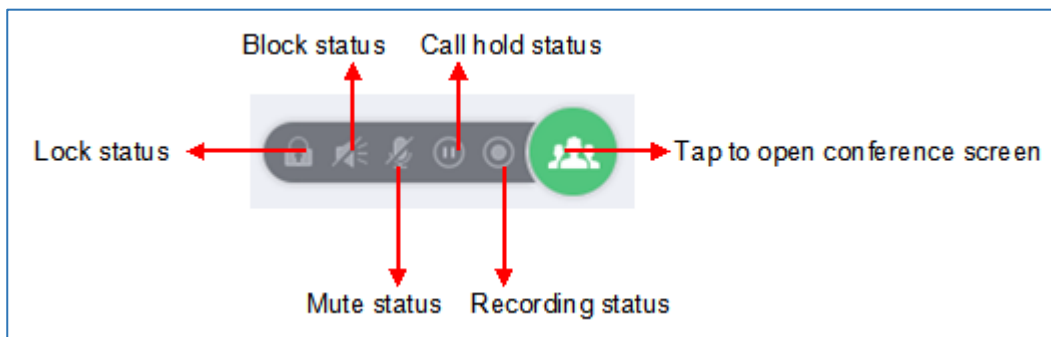 Block status
Call hold status
Lock status
Tap to open conference screen
Mute status
Recording status